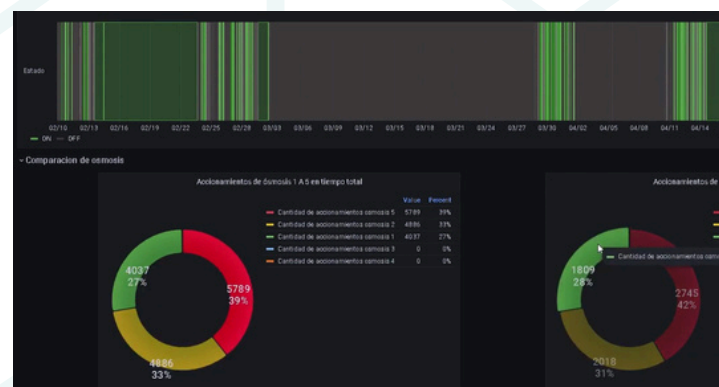 Estado
02/10 02/13 02/16 02/19 02/22 02/25 02/28 03/03 03/06 03/09 03/12 03/15 03/18 03/21 03/24 03/27 03/30 04/02 04/05 04/08 04/11 04/14
ON OFF
Comparacion de osmosis
Accionamientos de ósmosis 1 A 5 en tiempo total
Value Percent
Cantidad de accionamientos osmosis 5 5789 39%
Cantidad de accionamientos osmosis 2 4886 33%
Cantidad de accionamientos osmosis 1 4037 27%
Cantidad de accionamientos osmosis 3 0 0%
Cantidad de accionamientos osmosis 4 0 0%
4037
27%
5789
39%
4886
33%
Accionamientos de
Cantidad de accionamientos osm
1809
28%
2745
42%
2018
31%